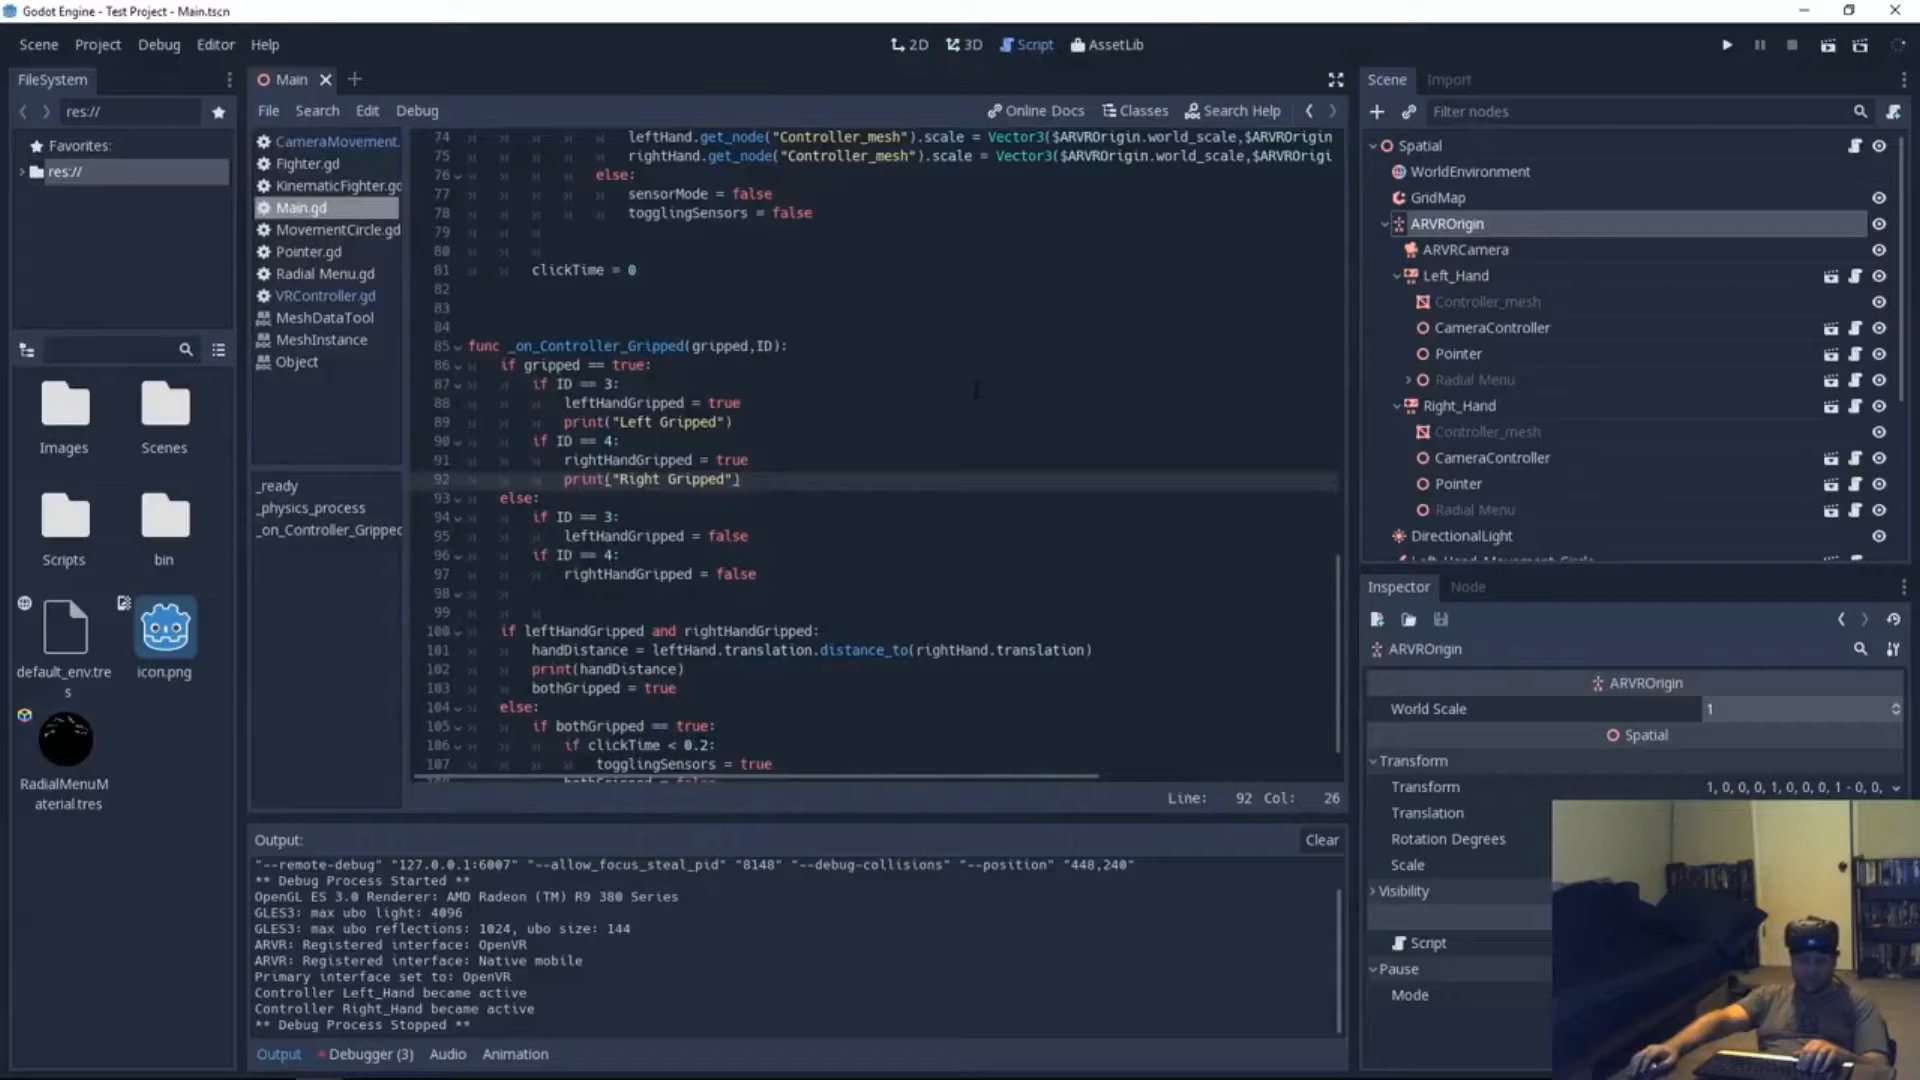 Godot Engine - Test Project - Main.tscn
Scene Project Debug Editor Help
2D 3D Script AssetLib
FileSystem
res://
Favorites:
res://
Images Scenes
Scripts bin
default_env.tre
s
icon.png
RadialMenuM
aterial.tres
Main
File Search Edit Debug
Online Docs Classes Search Help
CameraMovement.
Fighter.gd
KinematicFighter.gd
Main.gd
MovementCircle.gd
Pointer.gd
Radial Menu.gd
VRController.gd
MeshDataTool
MeshInstance
Object
_ready
_physics_process
_on_Controller_Gripped
74 leftHand.get_node("Controller_mesh").scale = Vector3($ARVROrigin.world_scale,$ARVROrigin
75 rightHand.get_node("Controller_mesh").scale = Vector3($ARVROrigin.world_scale,$ARVROrigi
76 else:
77 sensorMode = false
78 togglingSensors = false
79
80
81 clickTime = 0
82
83
84
85 func _on_Controller_Gripped(gripped,ID):
86 if gripped == true:
87 if ID == 3:
88 leftHandGripped = true
89 print("Left Gripped")
90 if ID == 4:
91 rightHandGripped = true
92 print("Right Gripped")
93 else:
94 if ID == 3:
95 leftHandGripped = false
96 if ID == 4:
97 rightHandGripped = false
98
99
100 if leftHandGripped and rightHandGripped:
101 handDistance = leftHand.translation.distance_to(rightHand.translation)
102 print(handDistance)
103 bothGripped = true
104 else:
105 if bothGripped == true:
106 if clickTime < 0.2:
107 togglingSensors = true
Line: 92 Col: 26
Output:
Clear
"--remote-debug" "127.0.0.1:6007" "--allow_focus_steal_pid" "8148" "--debug-collisions" "--position" "448,240"
** Debug Process Started **
OpenGL ES 3.0 Renderer: AMD Radeon (TM) R9 380 Series
GLES3: max ubo light: 4096
GLES3: max ubo reflections: 1024, ubo size: 144
ARVR: Registered interface: OpenVR
ARVR: Registered interface: Native mobile
Primary interface set to: OpenVR
Controller Left_Hand became active
Controller Right_Hand became active
** Debug Process Stopped **
Output Debugger (3) Audio Animation
Scene Import
Filter nodes
Spatial
WorldEnvironment
GridMap
ARVROrigin
ARVRCamera
Left_Hand
Controller_mesh
CameraController
Pointer
Radial Menu
Right_Hand
Controller_mesh
CameraController
Pointer
Radial Menu
DirectionalLight
Inspector Node
ARVROrigin
ARVROrigin
World Scale 1
Spatial
Transform
Transform 1, 0, 0, 0, 1, 0, 0, 0, 1 - 0, 0,
Translation
Rotation Degrees
Scale
Visibility
Script
Pause
Mode